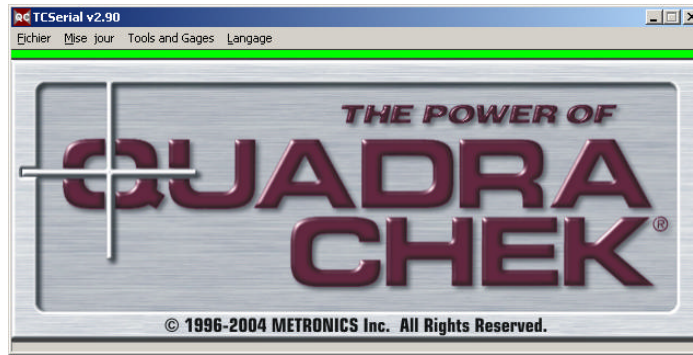 TCSerial v2.90
Fichier Mise jour Tools and Gages Langage
THE POWER OF
QUADRA
CHEK®
© 1996-2004 METRONICS Inc. All Rights Reserved.